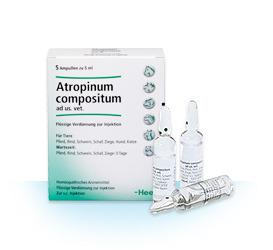 5 Ampullen zu 5 ml
Atropinum
compositum
ad us. vet.
Flüssige Verdünnung zur Injektion
Für Tiere:
Pferd, Rind, Schwein, Schaf, Ziege, Hund, Katze
Wartezeit:
Pferd, Rind, Schwein, Schaf, Ziege: 0 Tage
Homöopathisches Arzneimittel
Flüssige Verdünnung zur Injektion
Zur
Injektion
-Hee